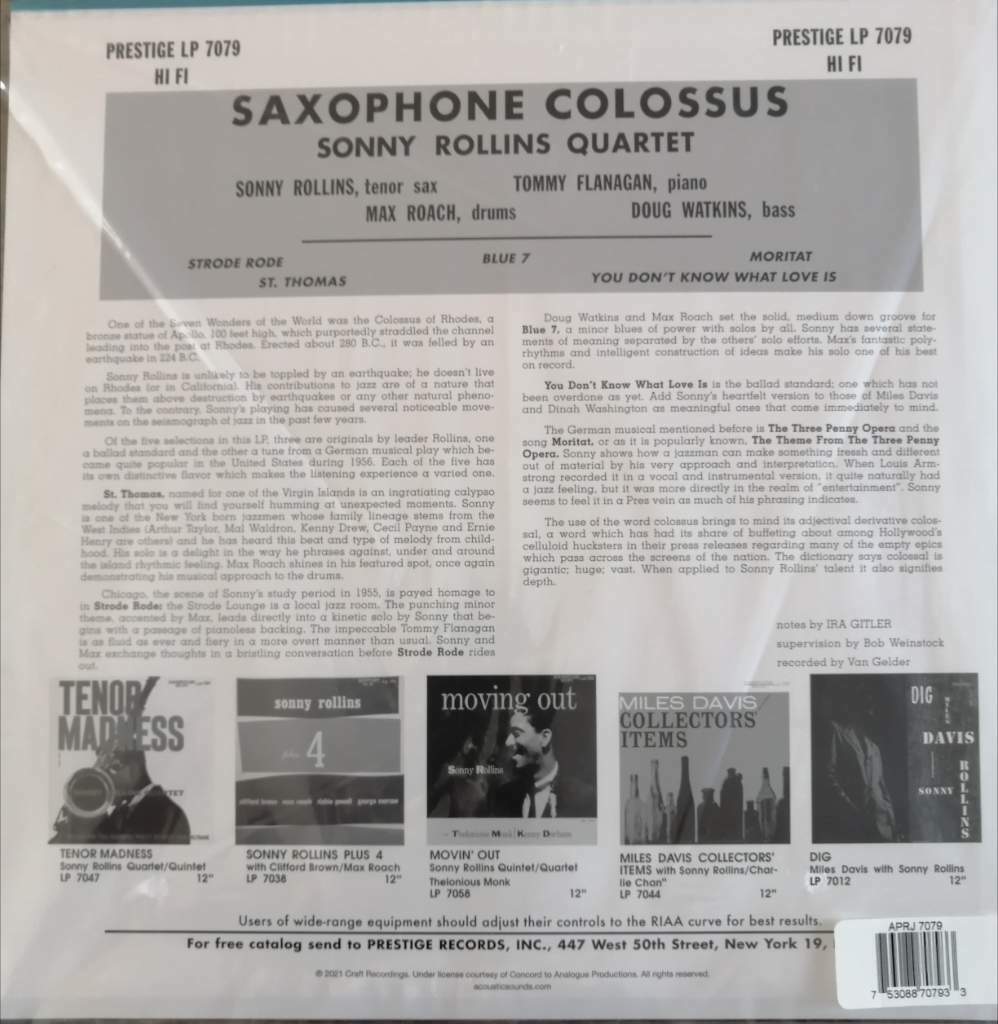 PRESTIGE LP 7079
HI FI
PRESTIGE LP 7079
HI FI
SAXOPHONE COLOSSUS
SONNY ROLLINS QUARTET
SONNY ROLLINS, tenor sax
TOMMY FLANAGAN, piano
MAX ROACH, drums
DOUG WATKINS, bass
STRODE RODE
BLUE 7
MORITAT
ST. THOMAS
YOU DON'T KNOW WHAT LOVE IS
One of the Seven Wonders of the World was the Colossus of Rhodes, a
bronze statue of Apollo, 100 feet high, which purportedly straddled the channel
leading into the port at Rhodes. Erected about 280 B.C., it was felled by an
earthquake in 224 B.C.
Sonny Rollins is unlikely to be toppled by an earthquake; he doesn't live
on Rhodes (or in California). His contributions to jazz are of a nature that
places them above destruction by earthquakes or any other natural pheno-
mena. To the contrary, Sonny's playing has caused several noticeable move-
ments on the seismograph of jazz in the past few years.
Of the five selections in this LP, three are originals by leader Rollins, one
a ballad standard and the other a tune from a German musical play which be-
came quite popular in the United States during 1956. Each of the five has
its own distinctive flavor which makes the listening experience a varied one.
St. Thomas, named for one of the Virgin Islands is an ingratiating calypso
melody that you will find yourself humming at unexpected moments. Sonny
is one of the New York born jazzmen whose family lineage stems from the
West Indies (Arthur Taylor, Mal Waldron, Kenny Drew, Cecil Payne and Ernie
Henry are others) and he has heard this beat and type of melody from child-
hood. His solo is a delight in the way he phrases against, under and around
the island rhythmic feeling. Max Roach shines in his featured spot, once again
demonstrating his musical approach to the drums.
Chicago, the scene of Sonny's study period in 1955, is payed homage to
in Strode Rode; the Strode Lounge is a local jazz room. The punching minor
theme, accented by Max, leads directly into a kinetic solo by Sonny that be-
gins with a passage of pianoless backing. The impeccable Tommy Flanagan
is as fluid as ever and fiery in a more overt manner than usual. Sonny and
Max exchange thoughts in a bristling conversation before Strode Rode rides
out.
Doug Watkins and Max Roach set the solid, medium down groove for
Blue 7, a minor blues of power with solos by all. Sonny has several state-
ments of meaning separated by the others' solo efforts. Max's fantastic poly-
rhythms and intelligent construction of ideas make his solo one of his best
on record.
You Don't Know What Love Is is the ballad standard; one which has not
been overdone as yet. Add Sonny's heartfelt version to those of Miles Davis
and Dinah Washington as meaningful ones that come immediately to mind.
The German musical mentioned before is The Three Penny Opera and the
song Moritat, or as it is popularly known, The Theme From The Three Penny
Opera. Sonny shows how a jazzman can make something fressh and different
out of material by his very approach and interpretation. When Louis Arm-
strong recorded it in a vocal and instrumental version, it quite naturally had
a jazz feeling, but it was more directly in the realm of "entertainment". Sonny
seems to feel it in a Pres vein as much of his phrasing indicates.
The use of the word colossus brings to mind its adjectival derivative colos-
sal, a word which has had its share of buffeting about among Hollywood's
celluloid hucksters in their press releases regarding many of the empty epics
which pass across the screens of the nation. The dictionary says colossal is
gigantic; huge; vast. When applied to Sonny Rollins' talent it also signifies
depth.
notes by IRA GITLER
supervision by Bob Weinstock
recorded by Van Gelder
TENOR
MADNESS
sonny rollins
plus 4
clifford brown max roach richie powell george morrow
moving out
Sonny Rollins
Thelonious Monk Kenny Dorham
MILES DAVIS
COLLECTORS'
ITEMS
DIG
MILES
DAVIS
SONNY
ROLLINS
TENOR MADNESS
Sonny Rollins Quartet/Quintet
LP 7047 12"
SONNY ROLLINS PLUS 4
with Clifford Brown/Max Roach
LP 7038 12"
MOVIN' OUT
Sonny Rollins Quintet/Quartet
Thelonious Monk
LP 7058 12"
MILES DAVIS COLLECTORS'
ITEMS with Sonny Rollins/Char-
lie Chan"
LP 7044 12"
DIG
Miles Davis with Sonny Rollins
LP 7012 12"
Users of wide-range equipment should adjust their controls to the RIAA curve for best results.
For free catalog send to PRESTIGE RECORDS, INC., 447 West 50th Street, New York 19,
℗ 2021 Craft Recordings. Under license courtesy of Concord to Analogue Productions. All rights reserved.
acousticsounds.com
APRJ 7079
7 53088 70793 3